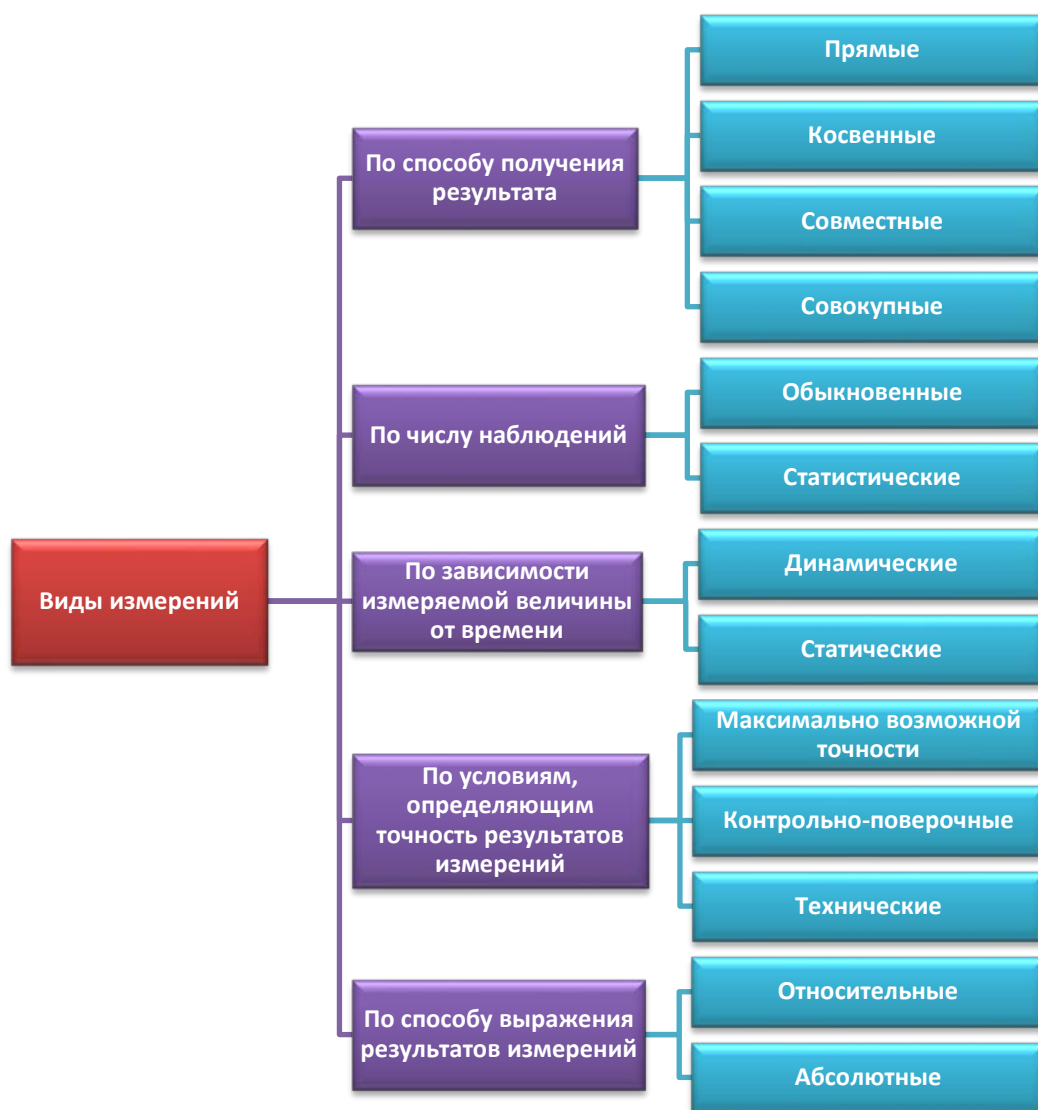 Виды измерений
По способу получения
результата
Прямые
Косвенные
Совместные
Совокупные
По числу наблюдений
Обыкновенные
Статистические
По зависимости
измеряемой величины
от времени
Динамические
Статические
По условиям,
определяющим
точность результатов
измерений
Максимально возможной
точности
Контрольно-поверочные
Технические
По способу выражения
результатов измерений
Относительные
Абсолютные